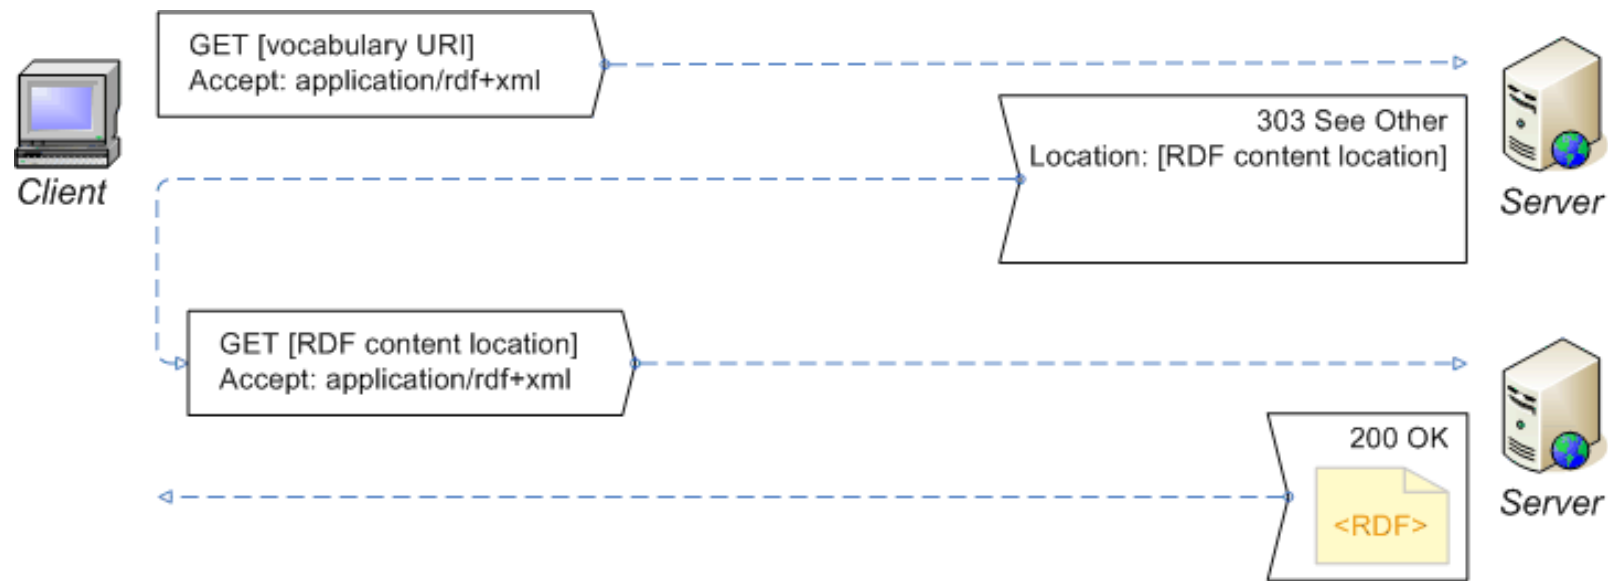 GET [vocabulary URI]
Accept: application/rdf+xml
303 See Other
Location: [RDF content location]
Client
Server
GET [RDF content location]
Accept: application/rdf+xml
200 OK
<RDF>
Server